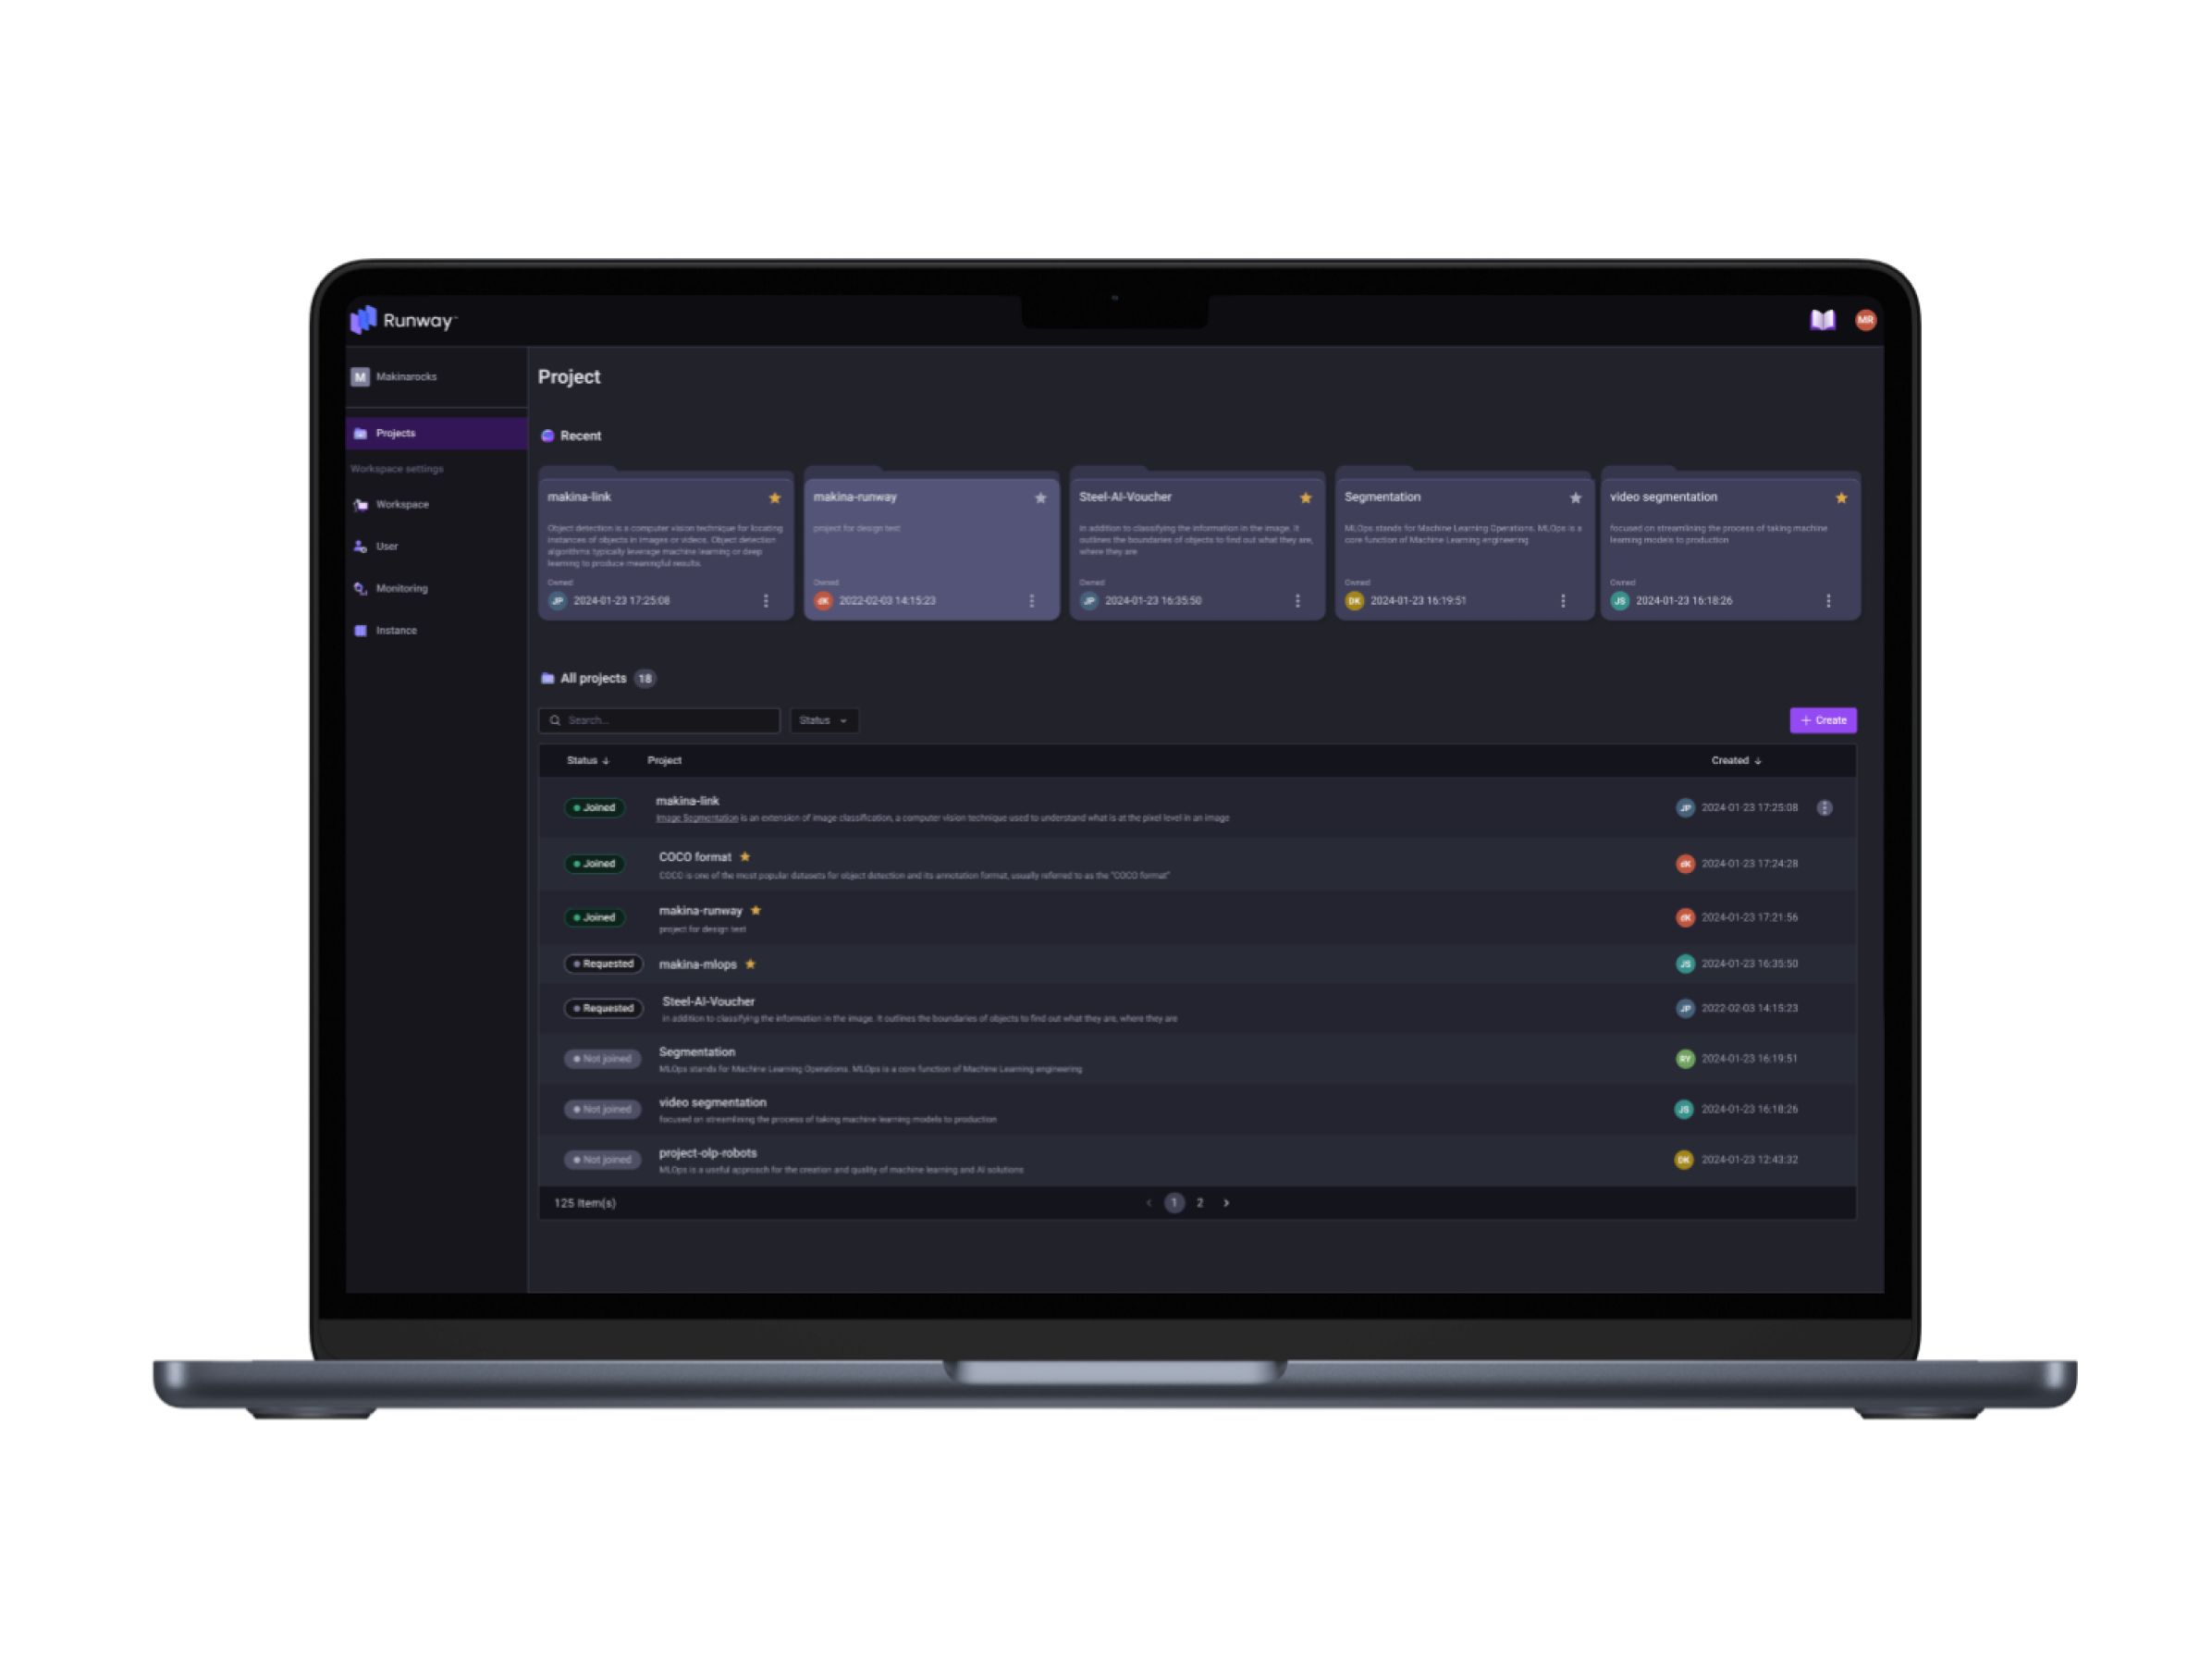 Runway™
MR
M Makinarocks
Projects
Workspace settings
Workspace
User
Monitoring
Instance
Project
Recent
makina-link
Object detection is a computer vision technique for locating
instances of objects in images or videos. Object detection
algorithms typically leverage machine learning or deep
learning to produce meaningful results.
Owned
JP 2024-01-23 17:25:08
makina-runway
project for design test
Owned
dK 2022-02-03 14:15:23
Steel-AI-Voucher
in addition to classifying the information in the image. It
outlines the boundaries of objects to find out what they are,
where they are
Owned
JP 2024-01-23 16:35:50
Segmentation
MLOps stands for Machine Learning Operations. MLOps is a
core function of Machine Learning engineering
Owned
DK 2024-01-23 16:19:51
video segmentation
focused on streamlining the process of taking machine
learning models to production
Owned
JS 2024-01-23 16:18:26
All projects 18
Search...
Status
+ Create
Status ↓ Project Created ↓
Joined makina-link JP 2024-01-23 17:25:08
Image Segmentation is an extension of image classification, a computer vision technique used to understand what is at the pixel level in an image
Joined COCO format dK 2024-01-23 17:24:28
COCO is one of the most popular datasets for object detection and its annotation format, usually referred to as the "COCO format"
Joined makina-runway dK 2024-01-23 17:21:56
project for design test
Requested makina-mlops JS 2024-01-23 16:35:50
Requested Steel-AI-Voucher JP 2022-02-03 14:15:23
in addition to classifying the information in the image. It outlines the boundaries of objects to find out what they are, where they are
Not joined Segmentation RY 2024-01-23 16:19:51
MLOps stands for Machine Learning Operations. MLOps is a core function of Machine Learning engineering
Not joined video segmentation JS 2024-01-23 16:18:26
focused on streamlining the process of taking machine learning models to production
Not joined project-olp-robots DK 2024-01-23 12:43:32
MLOps is a useful approach for the creation and quality of machine learning and AI solutions
125 Item(s)
< 1 2 >